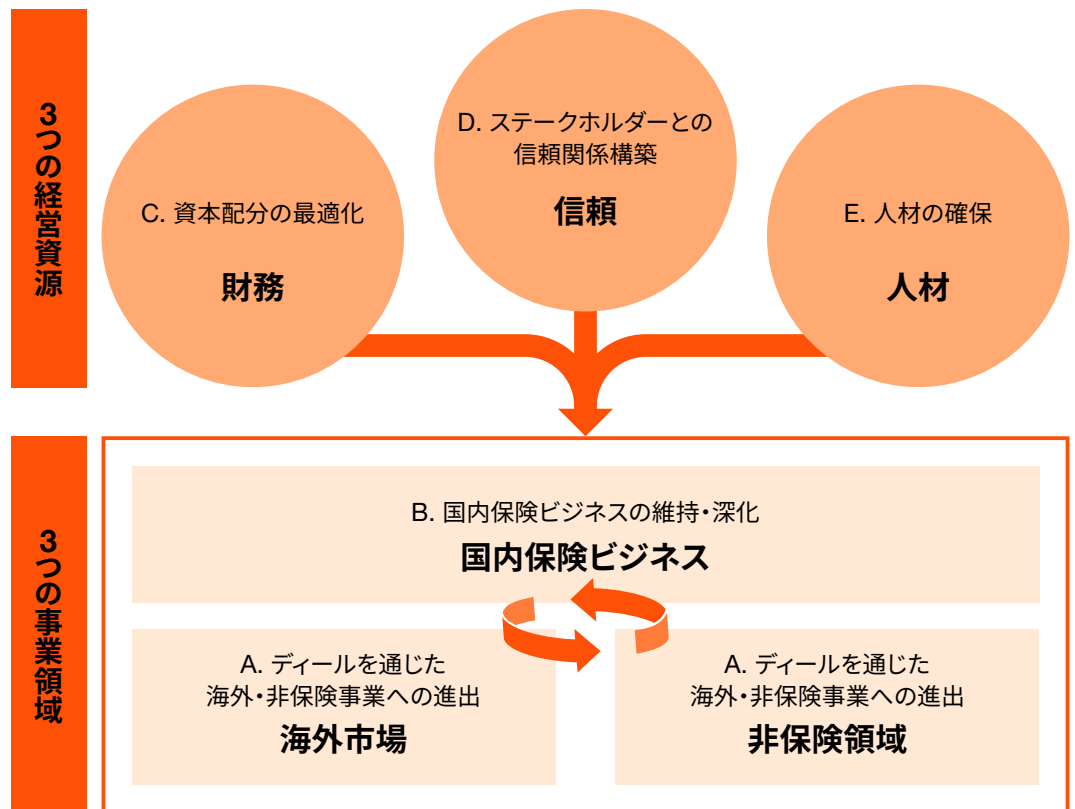 3つの経営資源
C. 資本配分の最適化
財務
D. ステークホルダーとの
信頼関係構築
信頼
E. 人材の確保
人材
3つの事業領域
B. 国内保険ビジネスの維持・深化
国内保険ビジネス
A. ディールを通じた
海外・非保険事業への進出
海外市場
A. ディールを通じた
海外・非保険事業への進出
非保険領域